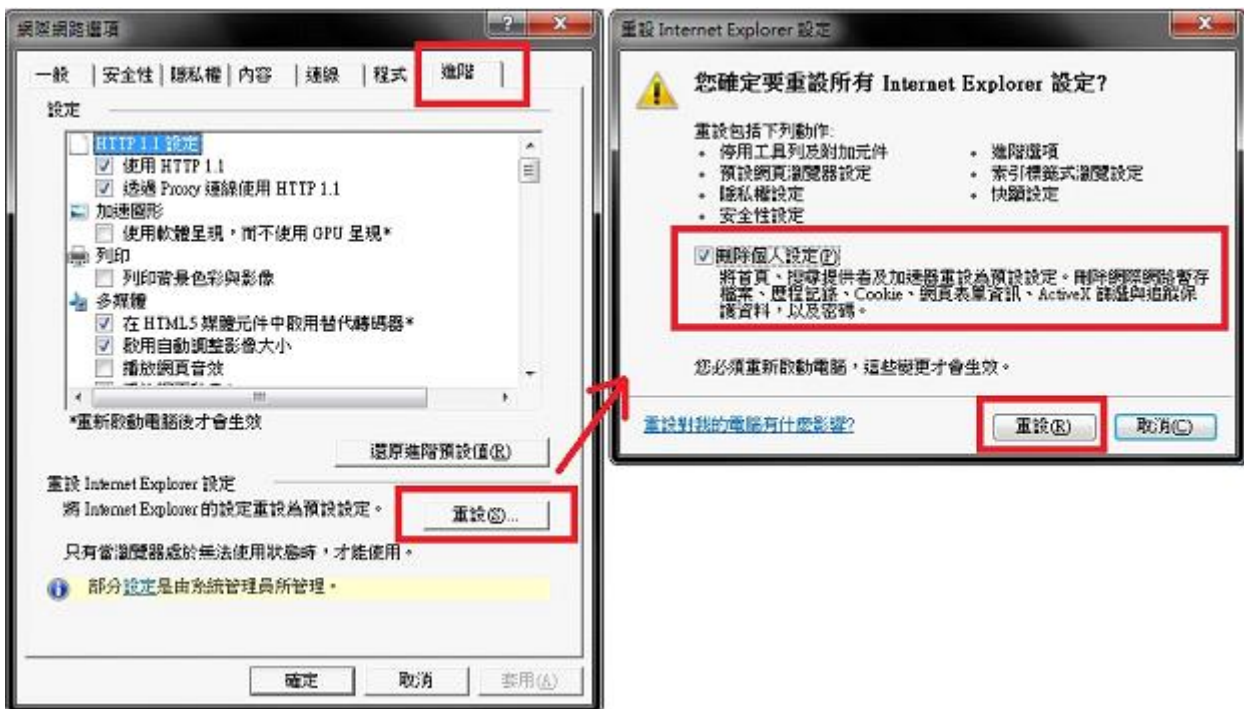 網際網路選項
一般
安全性
隱私權
內容
連線
程式
進階
設定
HTTP 1.1 設定
使用 HTTP 1.1
透過 Proxy 連線使用 HTTP 1.1
加速圖形
使用軟體呈現，而不使用 GPU 呈現*
列印
列印背景色彩與影像
多媒體
在 HTML5 媒體元件中啟用替代轉碼器*
啟用自動調整影像大小
播放網頁音效
*重新啟動電腦後才會生效
還原進階預設值(R)
重設 Internet Explorer 設定
將 Internet Explorer 的設定重設為預設設定。
重設(S)...
只有當瀏覽器處於無法使用狀態時，才能使用。
部分設定是由系統管理員所管理。
確定
取消
套用(A)
重設 Internet Explorer 設定
您確定要重設所有 Internet Explorer 設定?
重設包括下列動作:
• 停用工具列及附加元件
• 預設網頁瀏覽器設定
• 隱私權設定
• 安全性設定
• 進階選項
• 索引標籤式瀏覽設定
• 快顯設定
刪除個人設定(P)
將首頁、搜尋提供者及加速器重設為預設設定。刪除網際網路暫存
檔案、歷程記錄、Cookie、網頁表單資訊、ActiveX 篩選與追蹤保
護資料，以及密碼。
您必須重新啟動電腦，這些變更才會生效。
重設對我的電腦有什麼影響?
重設(R)
取消(C)